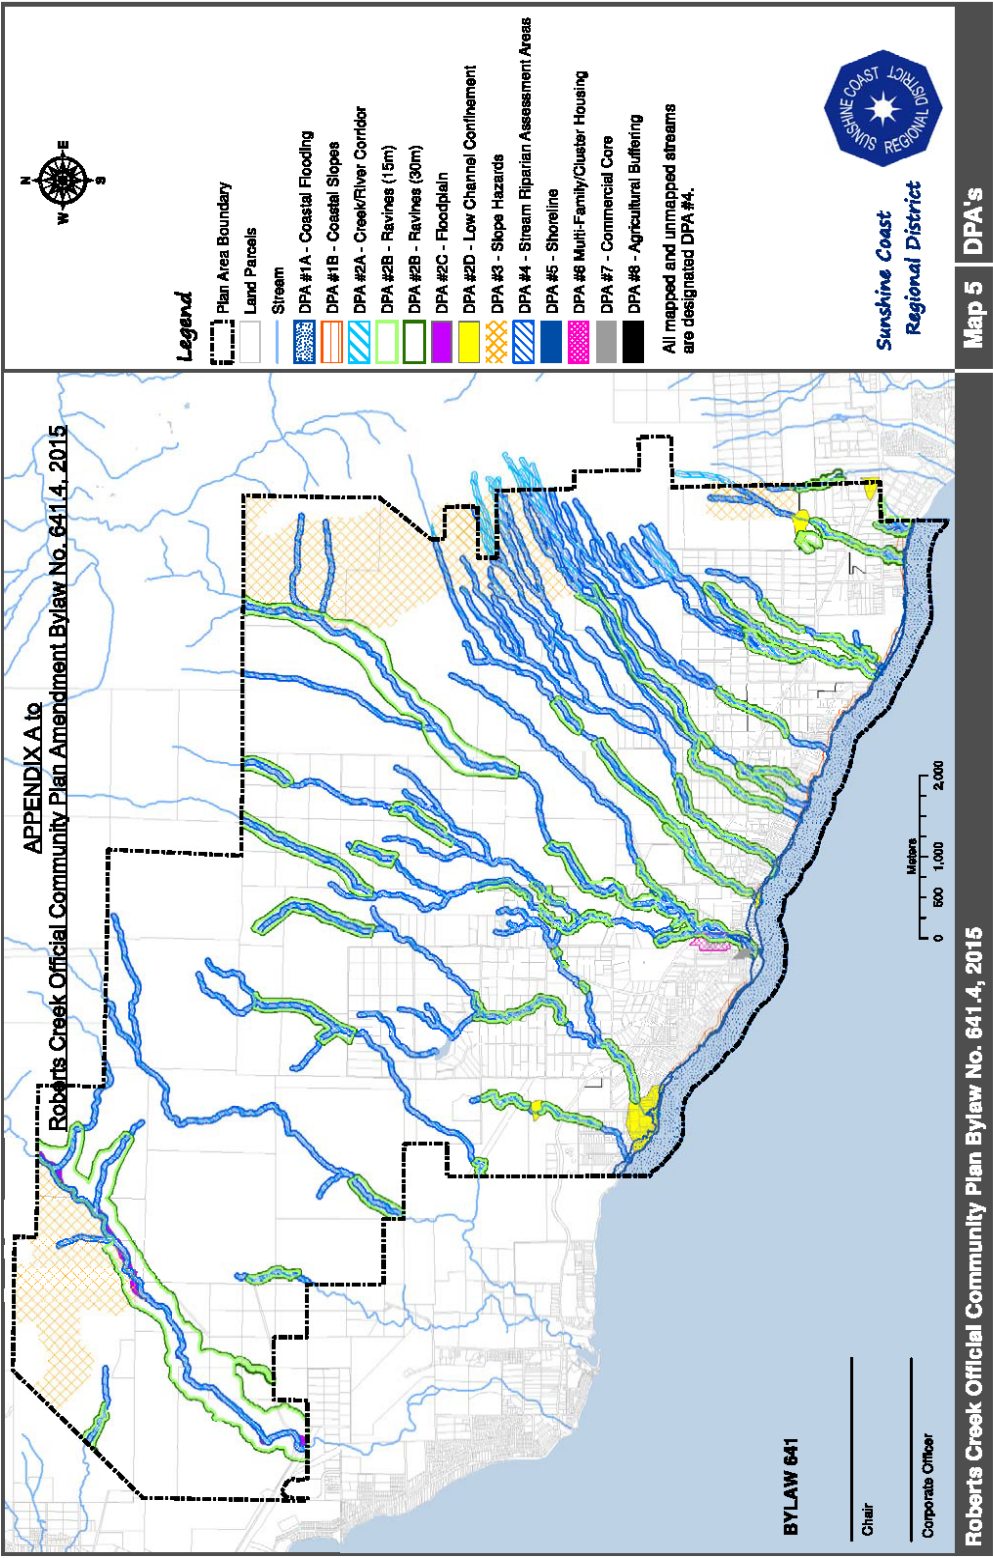 APPENDIX A to
Roberts Creek Official Community Plan Amendment Bylaw No. 641.4, 2015
N
W
E
S
Legend
Plan Area Boundary
Land Parcels
Stream
DPA #1A - Coastal Flooding
DPA #1B - Coastal Slopes
DPA #2A - Creek/River Corridor
DPA #2B - Ravines (15m)
DPA #2B - Ravines (30m)
DPA #2C - Floodplain
DPA #2D - Low Channel Confinement
DPA #3 - Slope Hazards
DPA #4 - Stream Riparian Assessment Areas
DPA #5 - Shoreline
DPA #6 Multi-Family/Cluster Housing
DPA #7 - Commercial Core
DPA #8 - Agricultural Buffering
All mapped and unmapped streams
are designated DPA #4.
Sunshine Coast
Regional District
SUNSHINE COAST
REGIONAL DISTRICT
Meters
0 500 1,000 2,000
BYLAW 641
Chair
Corporate Officer
Roberts Creek Official Community Plan Bylaw No. 641.4, 2015
Map 5
DPA's